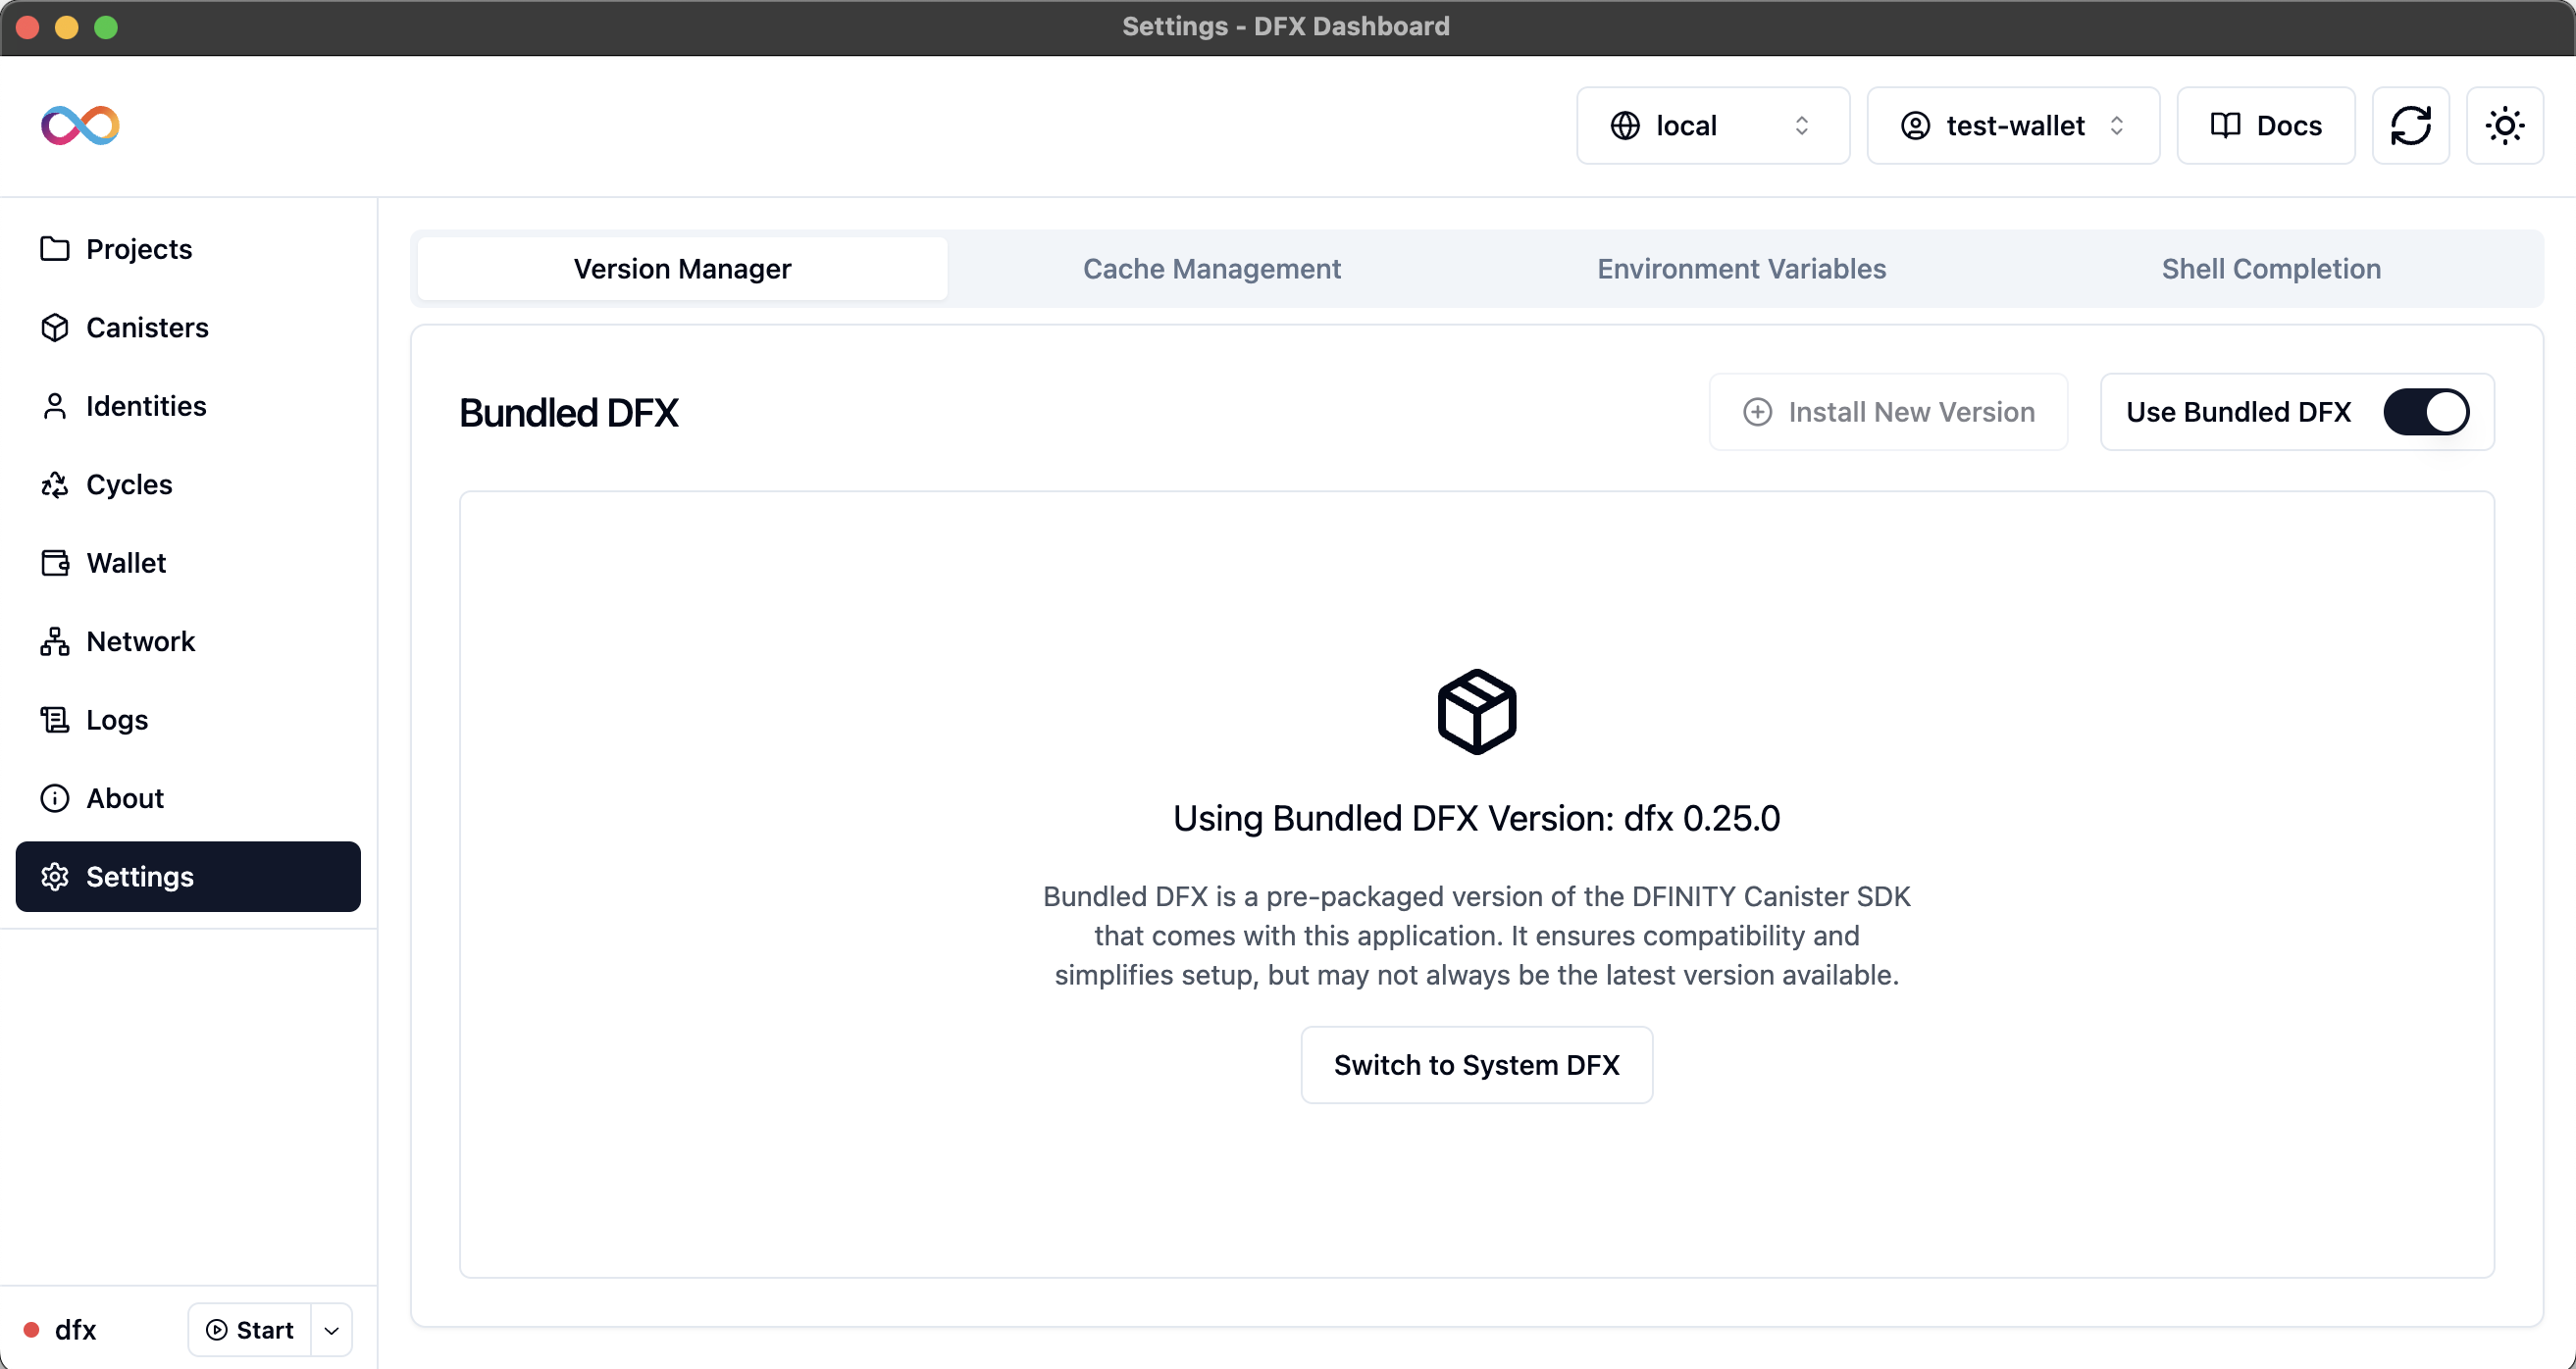 Settings - DFX Dashboard
local
test-wallet
Docs
Projects
Canisters
Identities
Cycles
Wallet
Network
Logs
About
Settings
Version Manager
Cache Management
Environment Variables
Shell Completion
Bundled DFX
Install New Version
Use Bundled DFX
Using Bundled DFX Version: dfx 0.25.0
Bundled DFX is a pre-packaged version of the DFINITY Canister SDK
that comes with this application. It ensures compatibility and
simplifies setup, but may not always be the latest version available.
Switch to System DFX
dfx
Start